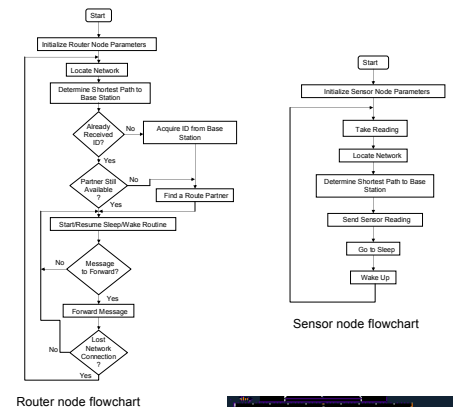 Start
Initialize Router Node Parameters
Locate Network
Determine Shortest Path to
Base Station
Already
Received
ID?
No
Acquire ID from Base
Station
Yes
Partner Still
Available
?
No
Find a Route Partner
Yes
Start/Resume Sleep/Wake Routine
Message
to Forward?
No
Yes
Forward Message
Lost
Network
Connection
?
No
Yes
Router node flowchart
Start
Initialize Sensor Node Parameters
Take Reading
Locate Network
Determine Shortest Path to Base
Station
Send Sensor Reading
Go to Sleep
Wake Up
Sensor node flowchart